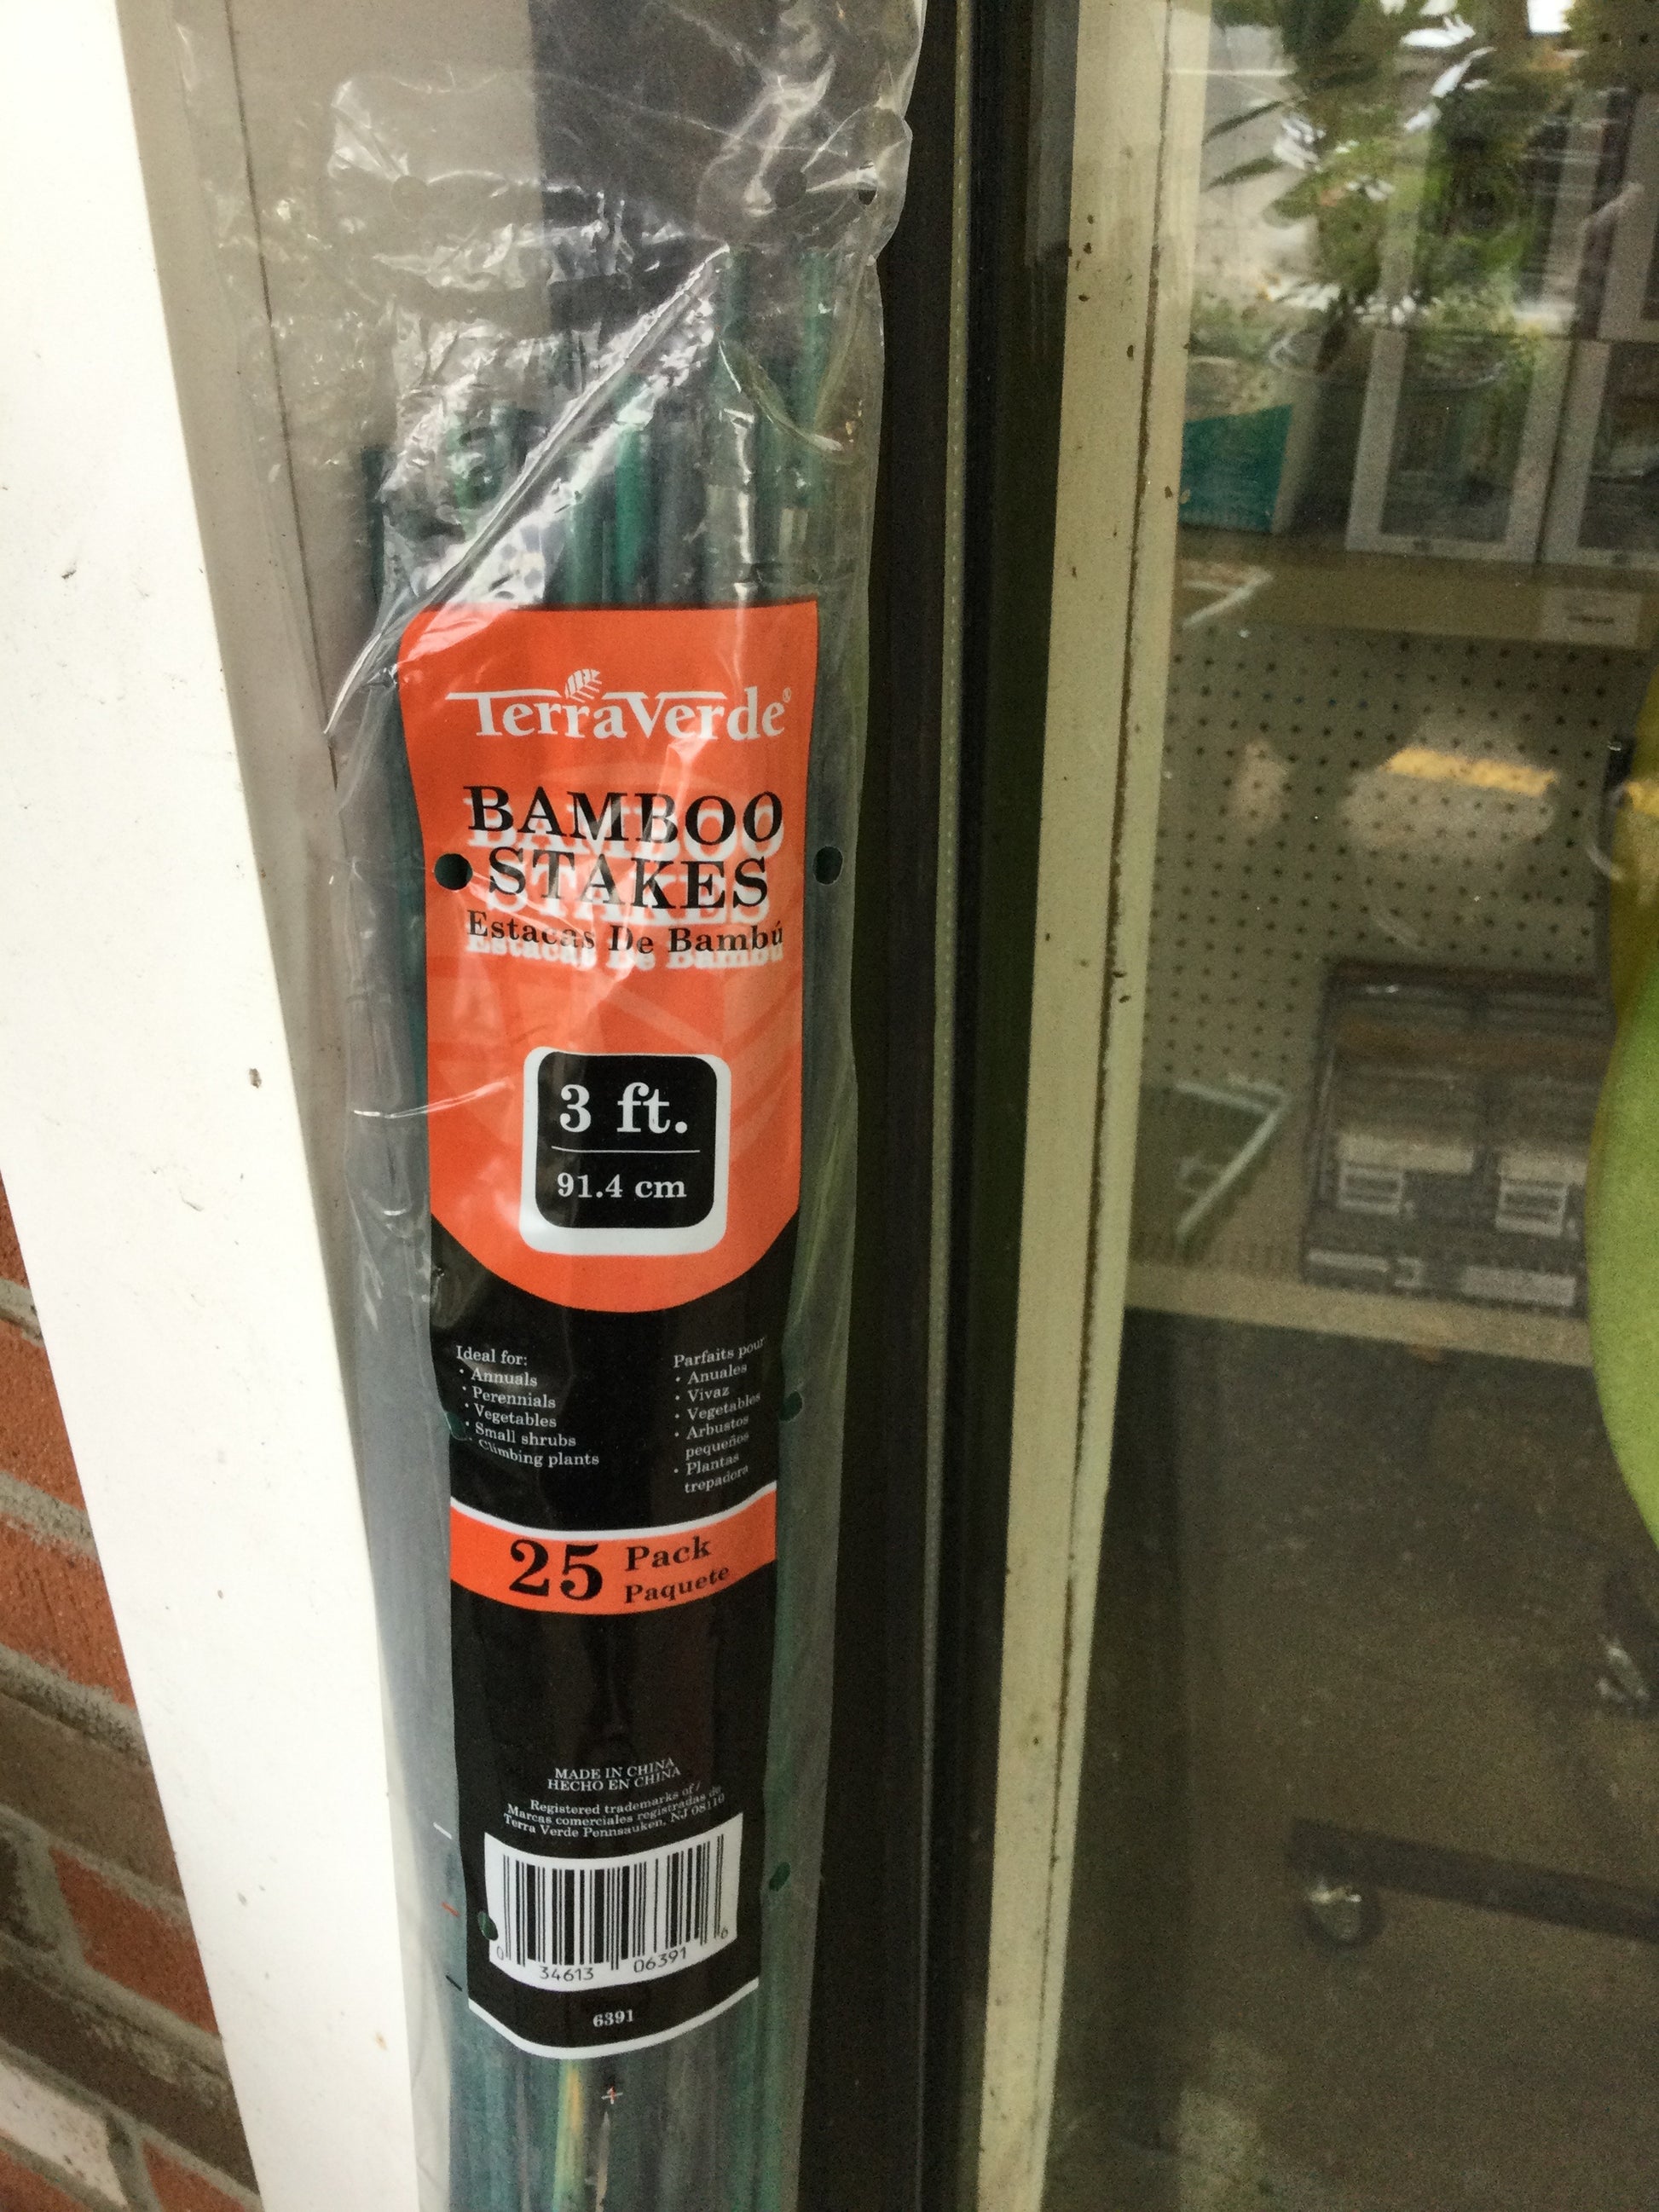 TerraVerde®
BAMBOO
STAKES
Estacas De Bambú
3 ft.
91.4 cm
Ideal for:
• Annuals
• Perennials
• Vegetables
• Small shrubs
• Climbing plants
Parfaits pour
• Anuales
• Vivaz
• Vegetables
• Arbustos
pequeños
• Plantas
trepadora
25 Pack
Paquete
MADE IN CHINA
HECHO EN CHINA
Registered trademarks of /
Marcas comerciales registradas de
Terra Verde Pennsauken, NJ 08110
0 34613 06391 6
6391